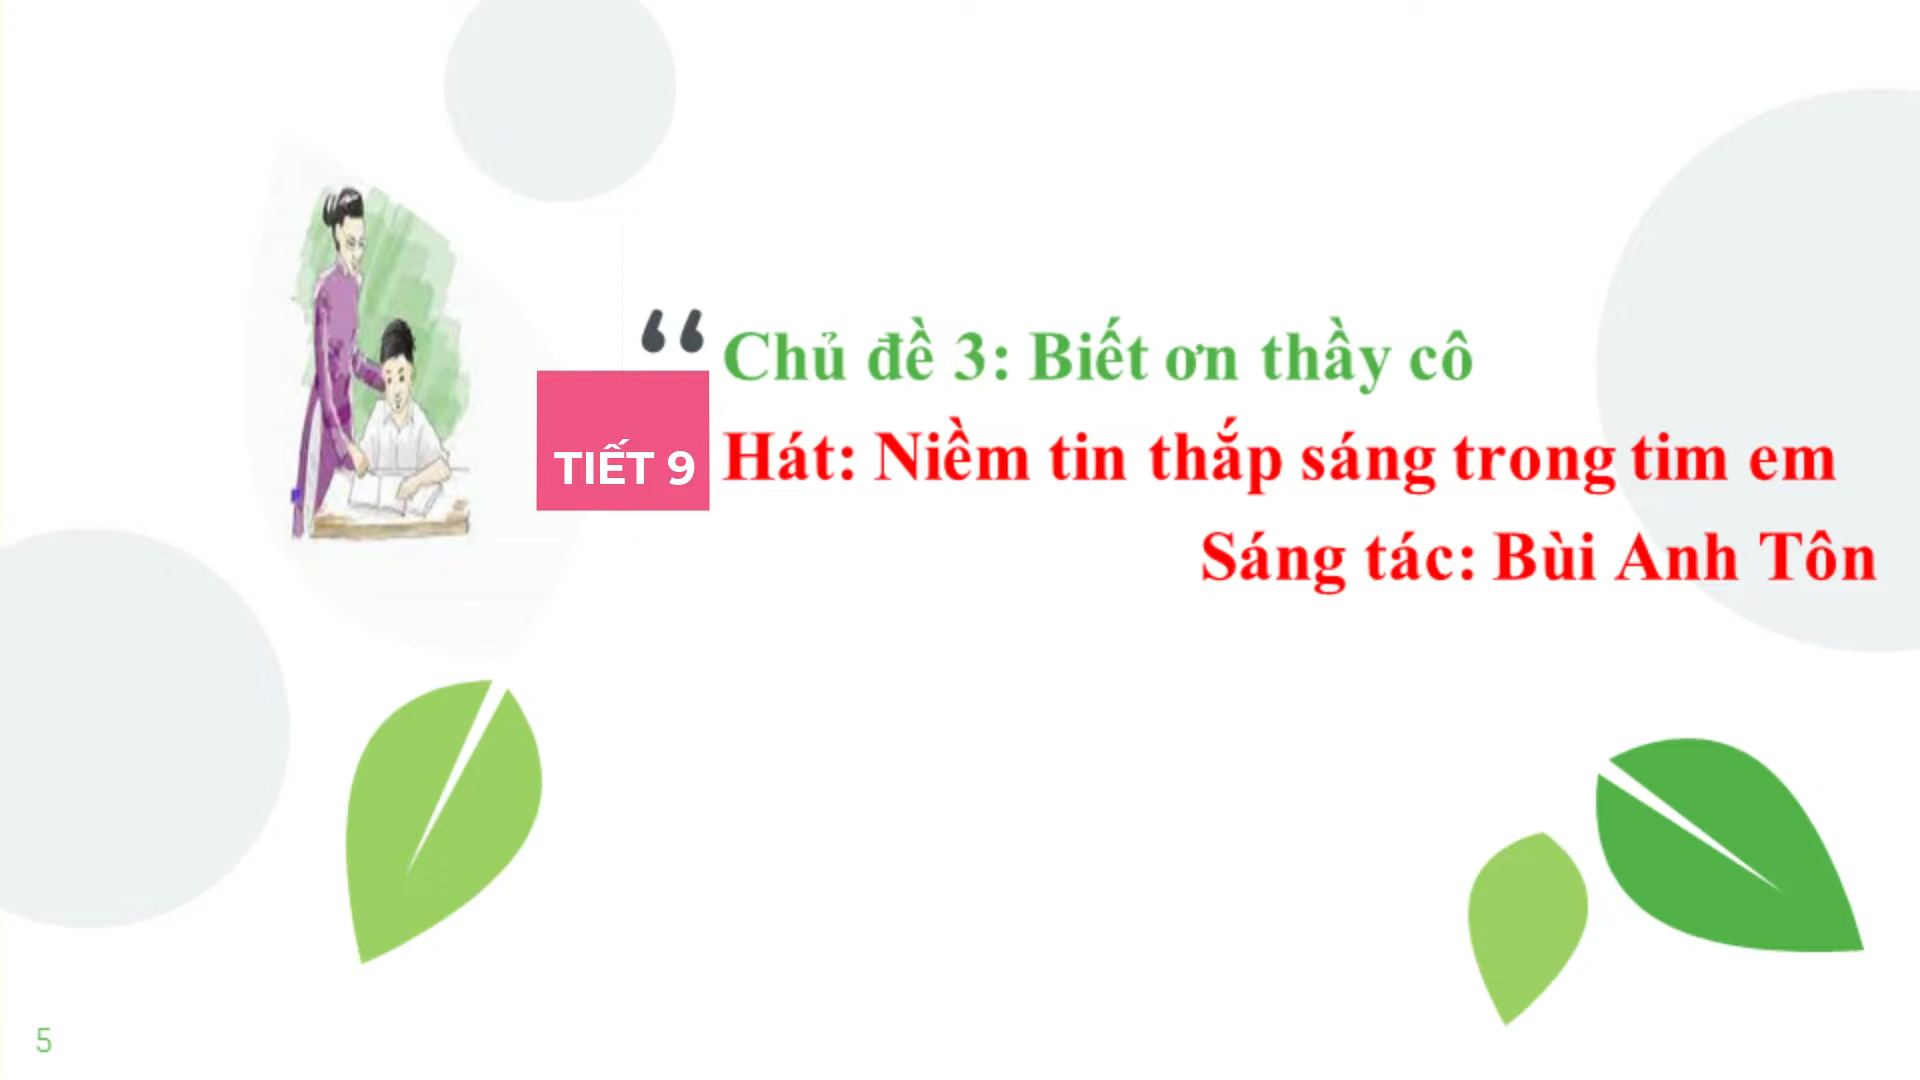 Chủ đề 3: Biết ơn thầy cô
TIẾT 9
Hát: Niềm tin thắp sáng trong tim em
Sáng tác: Bùi Anh Tôn
5